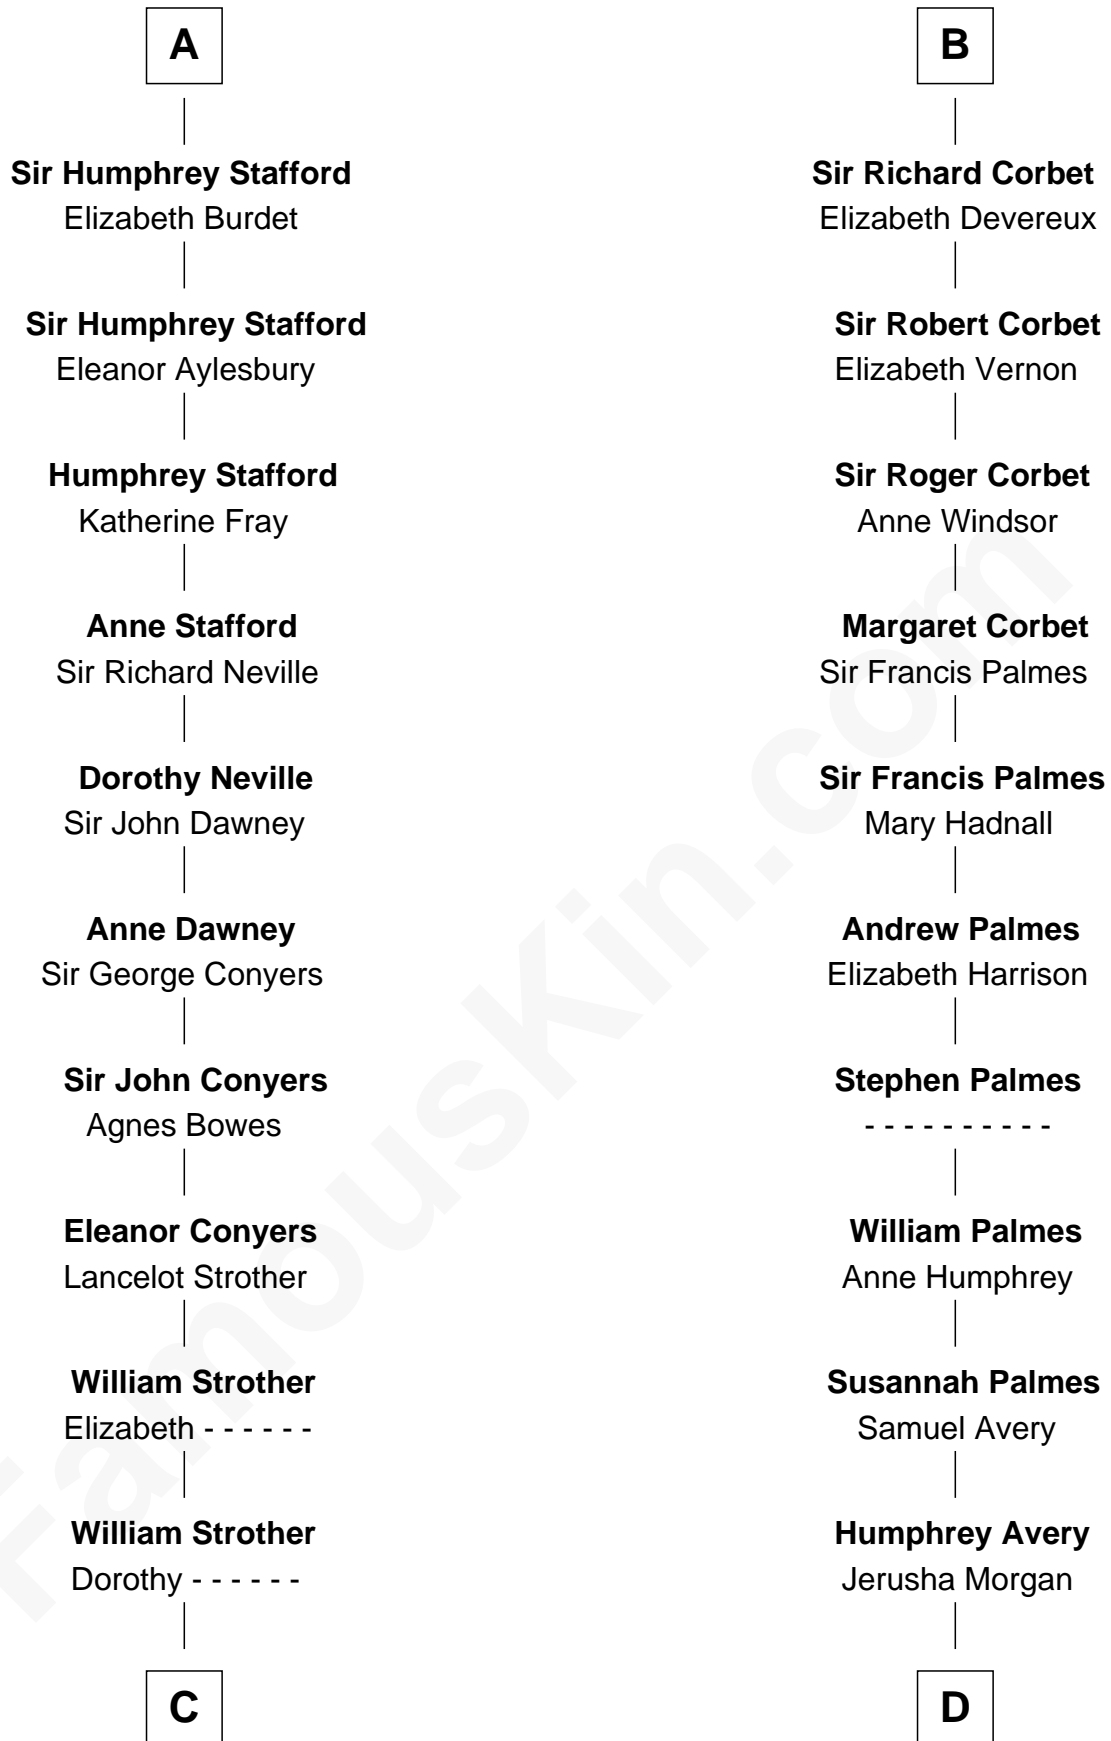 A
Sir Humphrey Stafford
Elizabeth Burdet
Sir Humphrey Stafford
Eleanor Aylesbury
Humphrey Stafford
Katherine Fray
Anne Stafford
Sir Richard Neville
Dorothy Neville
Sir John Dawney
Anne Dawney
Sir George Conyers
Sir John Conyers
Agnes Bowes
Eleanor Conyers
Lancelot Strother
William Strother
Elizabeth - - - - - -
William Strother
Dorothy - - - - - -
C
B
Sir Richard Corbet
Elizabeth Devereux
Sir Robert Corbet
Elizabeth Vernon
Sir Roger Corbet
Anne Windsor
Margaret Corbet
Sir Francis Palmes
Sir Francis Palmes
Mary Hadnall
Andrew Palmes
Elizabeth Harrison
Stephen Palmes
- - - - - - - - - -
William Palmes
Anne Humphrey
Susannah Palmes
Samuel Avery
Humphrey Avery
Jerusha Morgan
D
FamousKin.com